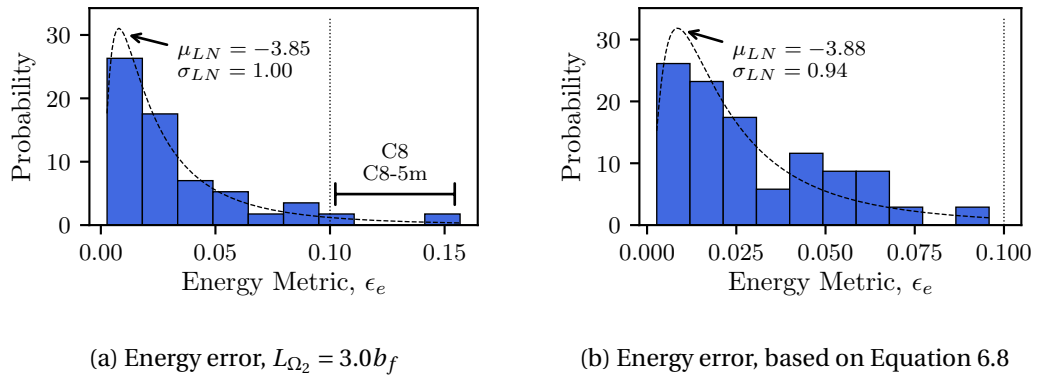 30
20
10
0
Probability
μ_LN = −3.85
σ_LN = 1.00
C8
C8-5m
0.00 0.05 0.10 0.15
Energy Metric, ϵ_e
(a) Energy error, L_Ω₂ = 3.0b_f
30
20
10
0
Probability
μ_LN = −3.88
σ_LN = 0.94
0.000 0.025 0.050 0.075 0.100
Energy Metric, ϵ_e
(b) Energy error, based on Equation 6.8